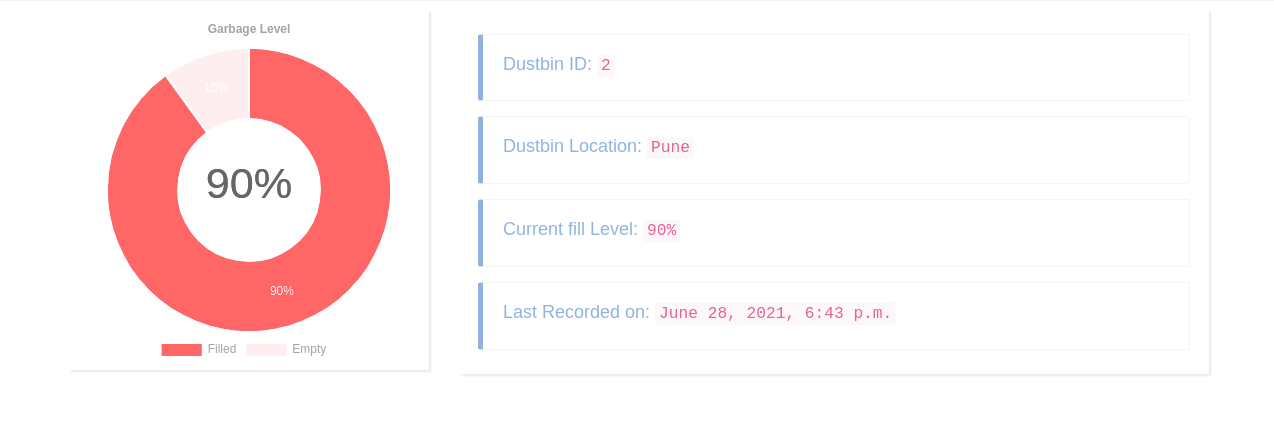 Garbage Level
10%
90%
90%
Filled Empty
Dustbin ID: 2
Dustbin Location: Pune
Current fill Level: 90%
Last Recorded on: June 28, 2021, 6:43 p.m.